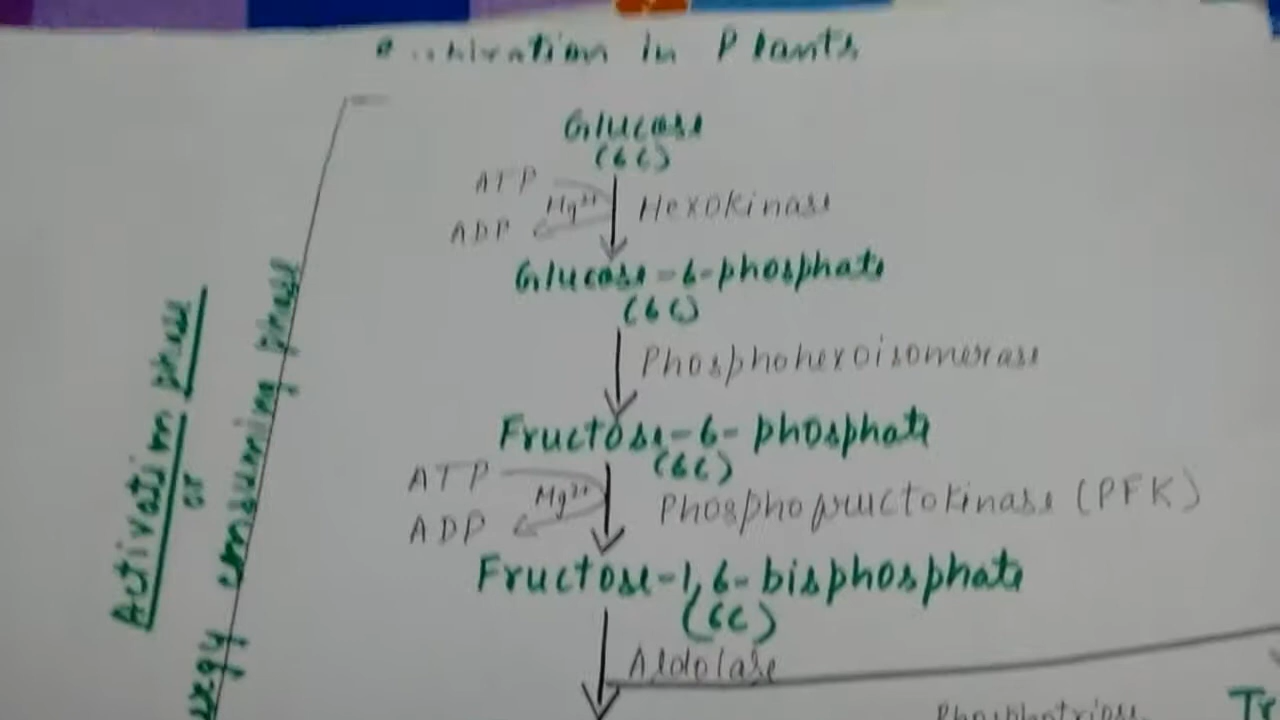 in Plants
Glucose
(6C)
ATP
Mg²⁺
Hexokinase
ADP
Glucose-6-phosphate
(6C)
Phosphohexoisomerase
Fructose-6-phosphate
(6C)
ATP
Mg²⁺
Phosphofructokinase (PFK)
ADP
Fructose-1,6-bisphosphate
(6C)
Aldolase
Activation phase
or
consuming phase